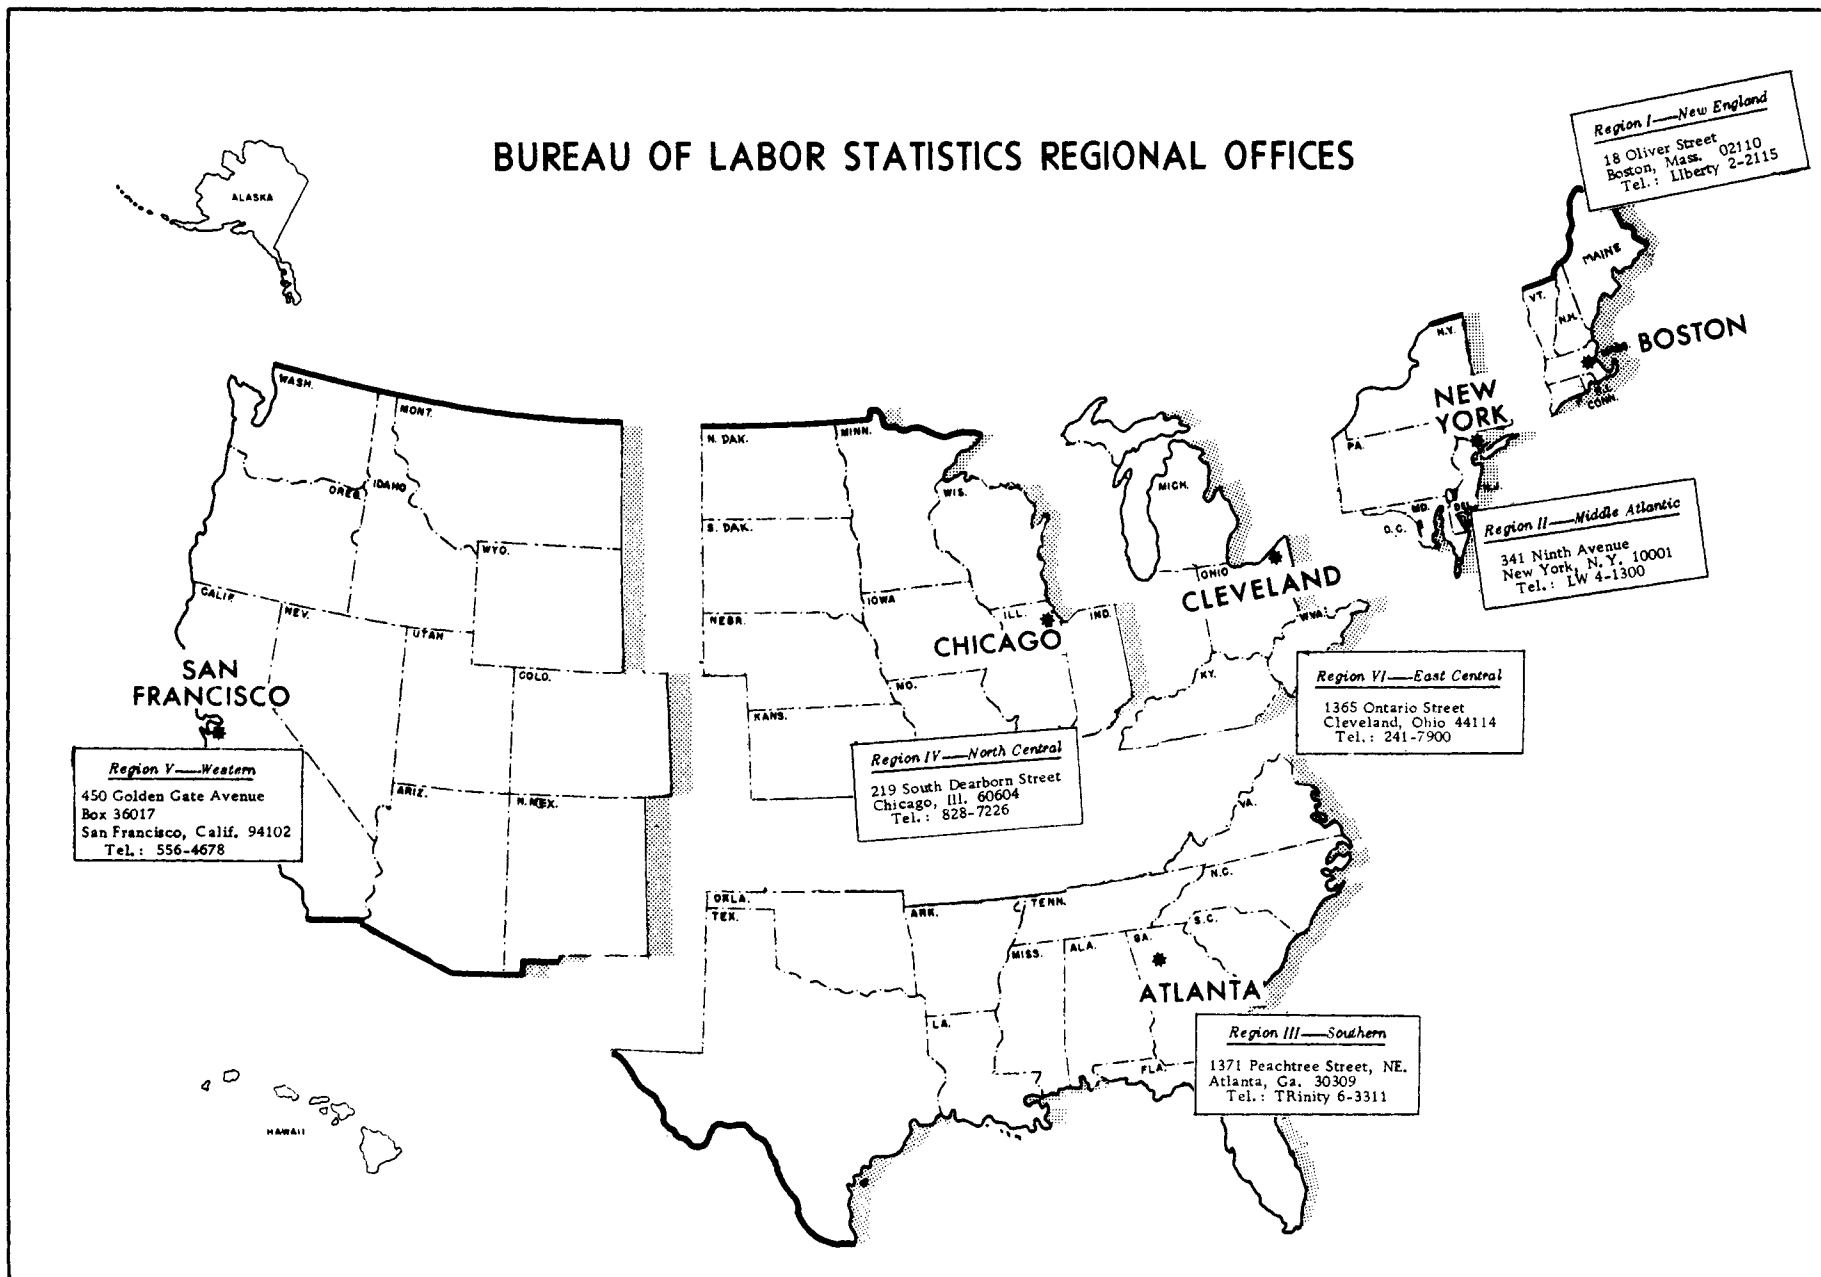 BUREAU OF LABOR STATISTICS REGIONAL OFFICES
Region I—New England
18 Oliver Street
Boston, Mass. 02110
Tel.: LIberty 2-2115
ALASKA
MAINE
VT.
N.H.
BOSTON
R.I.
CONN.
N.Y.
NEW
YORK
PA.
N.J.
MD.
DEL.
D.C.
Region II—Middle Atlantic
341 Ninth Avenue
New York, N.Y. 10001
Tel.: LW 4-1300
WASH.
MONT.
OREG.
IDAHO
WYO.
CALIF.
NEV.
UTAH
COLO.
ARIZ.
N. MEX.
SAN
FRANCISCO
Region V—Western
450 Golden Gate Avenue
Box 36017
San Francisco, Calif. 94102
Tel.: 556-4678
N. DAK.
MINN.
S. DAK.
WIS.
IOWA
NEBR.
ILL.
IND.
CHICAGO
MO.
KANS.
Region IV—North Central
219 South Dearborn Street
Chicago, Ill. 60604
Tel.: 828-7226
MICH.
OHIO
CLEVELAND
W.VA.
KY.
Region VI—East Central
1365 Ontario Street
Cleveland, Ohio 44114
Tel.: 241-7900
VA.
N.C.
OKLA.
TEX.
ARK.
TENN.
S.C.
MISS.
ALA.
GA.
ATLANTA
LA.
FLA.
Region III—Southern
1371 Peachtree Street, NE.
Atlanta, Ga. 30309
Tel.: TRinity 6-3311
HAWAII